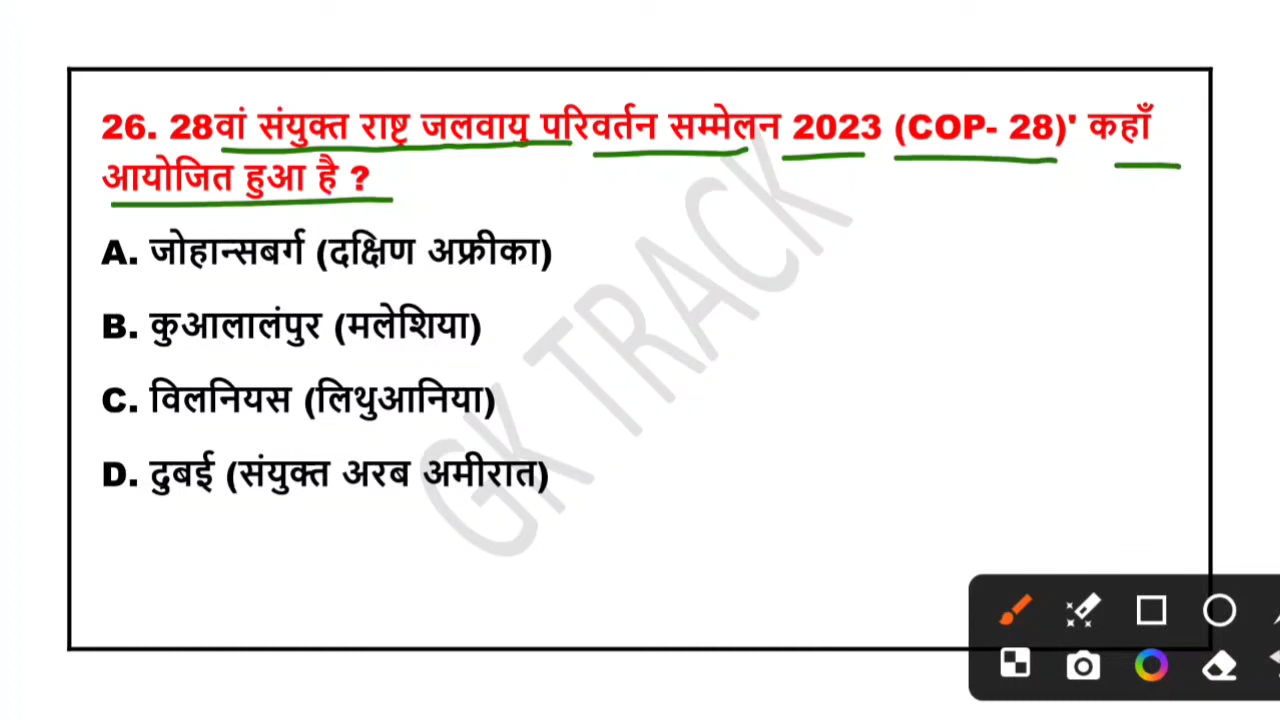 26. 28वां संयुक्त राष्ट्र जलवायु परिवर्तन सम्मेलन 2023 (COP- 28)' कहाँ
आयोजित हुआ है ?
A. जोहान्सबर्ग (दक्षिण अफ्रीका)
B. कुआलालंपुर (मलेशिया)
C. विलनियस (लिथुआनिया)
D. दुबई (संयुक्त अरब अमीरात)
GK TRACK